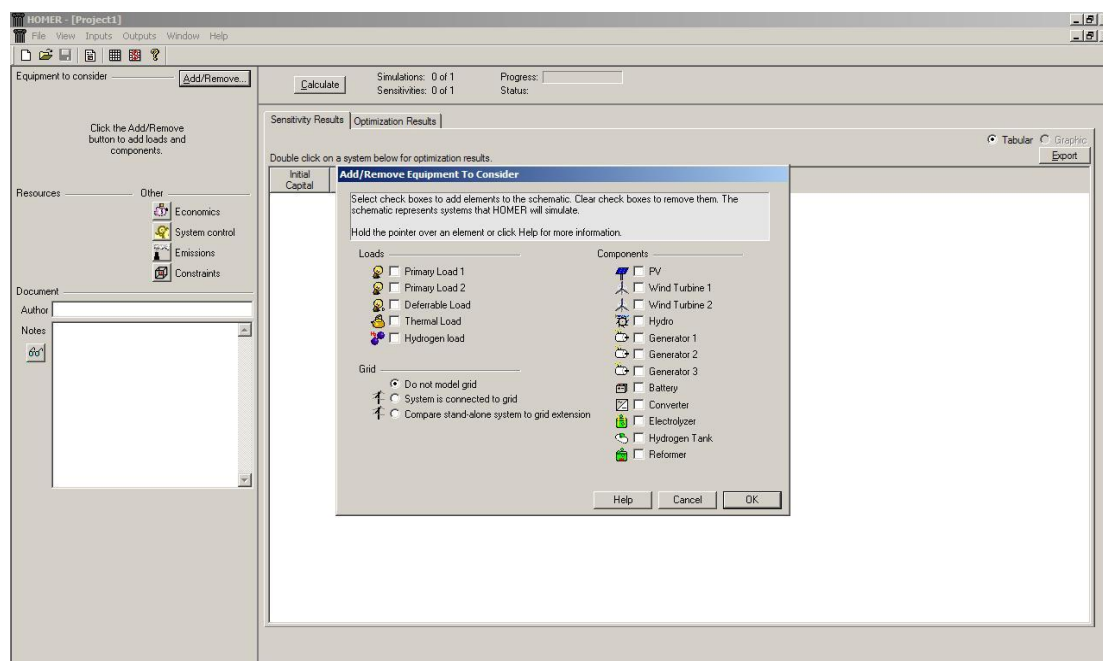 HOMER - [Project1]
File View Inputs Outputs Window Help
Equipment to consider
Add/Remove...
Click the Add/Remove
button to add loads and
components.
Resources
Other
Economics
System control
Emissions
Constraints
Document
Author
Notes
Calculate
Simulations: 0 of 1
Progress:
Sensitivities: 0 of 1
Status:
Sensitivity Results
Optimization Results
Tabular
Graphic
Double click on a system below for optimization results.
Export
Initial
Capital
Add/Remove Equipment To Consider
Select check boxes to add elements to the schematic. Clear check boxes to remove them. The
schematic represents systems that HOMER will simulate.
Hold the pointer over an element or click Help for more information.
Loads
Primary Load 1
Primary Load 2
Deferrable Load
Thermal Load
Hydrogen load
Grid
Do not model grid
System is connected to grid
Compare stand-alone system to grid extension
Components
PV
Wind Turbine 1
Wind Turbine 2
Hydro
Generator 1
Generator 2
Generator 3
Battery
Converter
Electrolyzer
Hydrogen Tank
Reformer
Help
Cancel
OK